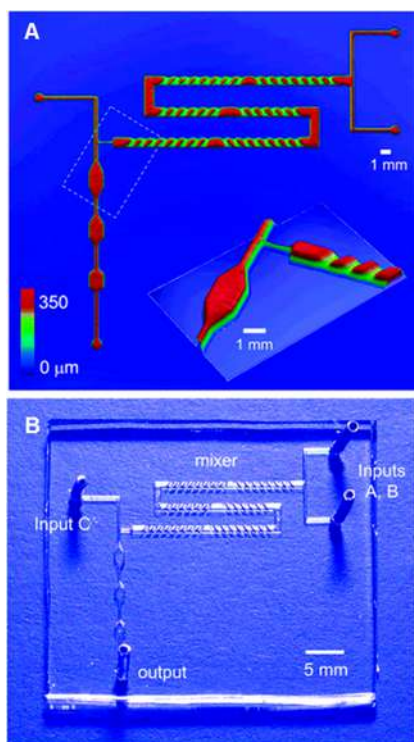 A
1 mm
350
0 μm
1 mm
B
mixer
Inputs
A, B
Input C
5 mm
output